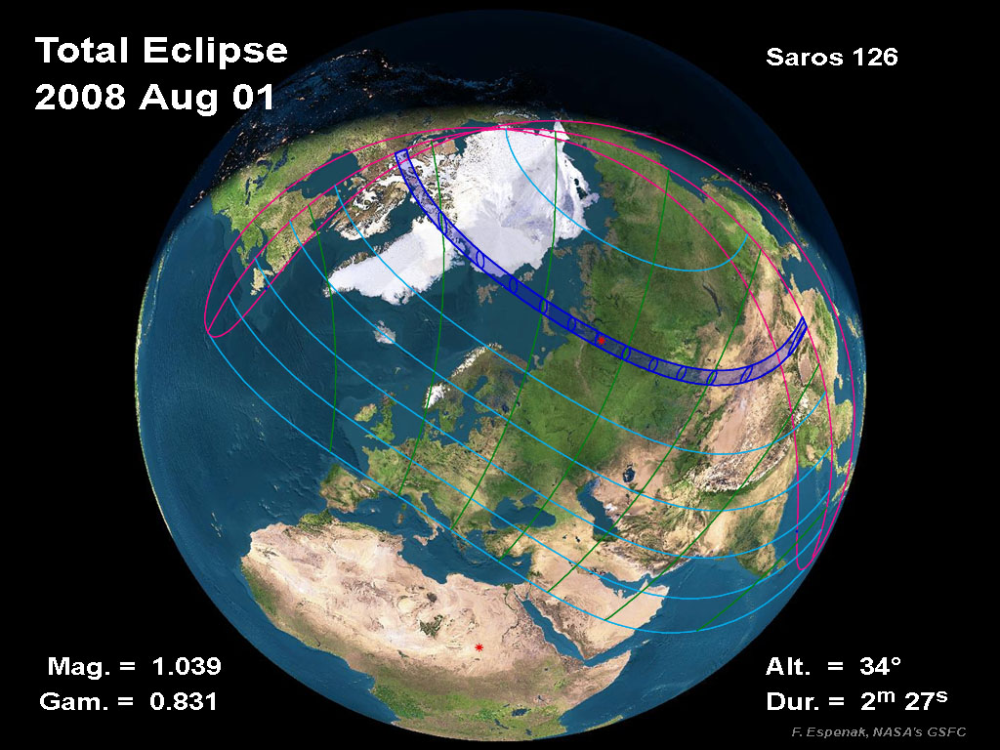 Total Eclipse
2008 Aug 01
Saros 126
Mag. = 1.039
Gam. = 0.831
Alt. = 34°
Dur. = 2m 27s
F. Espenak, NASA's GSFC